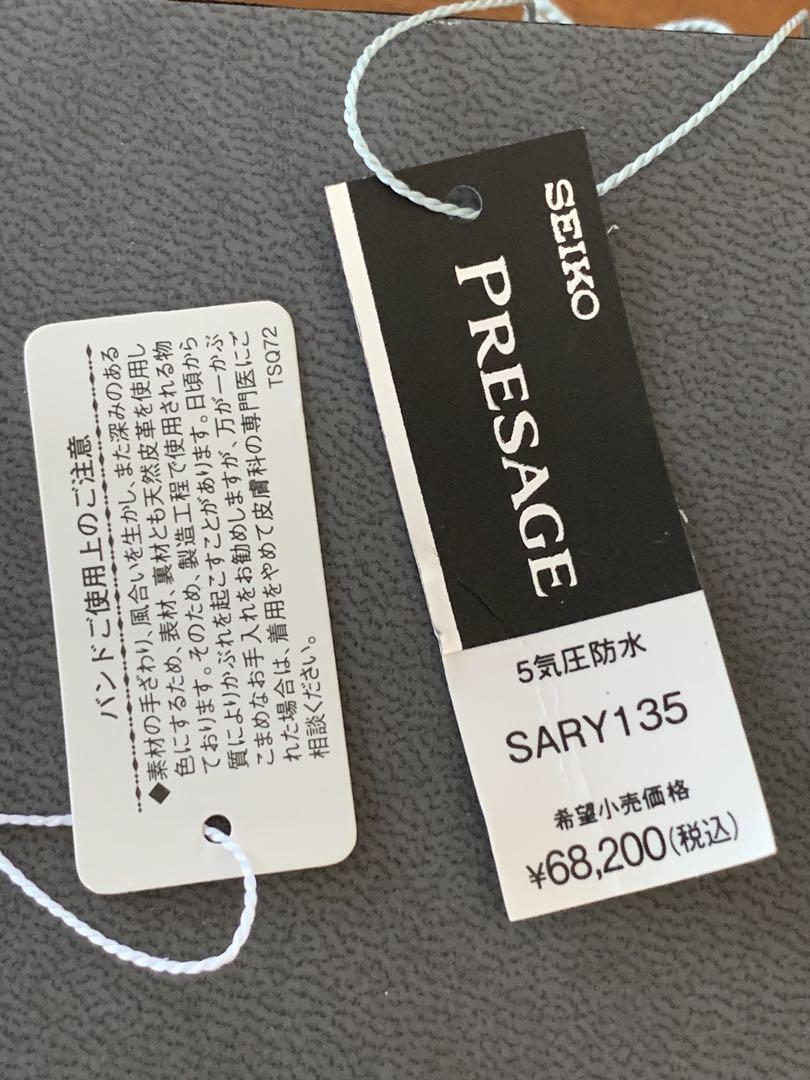 バンドご使用上のご注意
◆素材の手ざわり、風合いを生かし、また深みのある
色にするため、表材、裏材とも天然皮革を使用し
ております。そのため、製造工程で使用される物
質によりかぶれを起こすことがあります。日頃から
こまめなお手入れをお勧めしますが、万が一かぶ
れた場合は、着用をやめて皮膚科の専門医にご
相談ください。
TSQ72
SEIKO
PRESAGE
5気圧防水
SARY135
希望小売価格
¥68,200(税込)